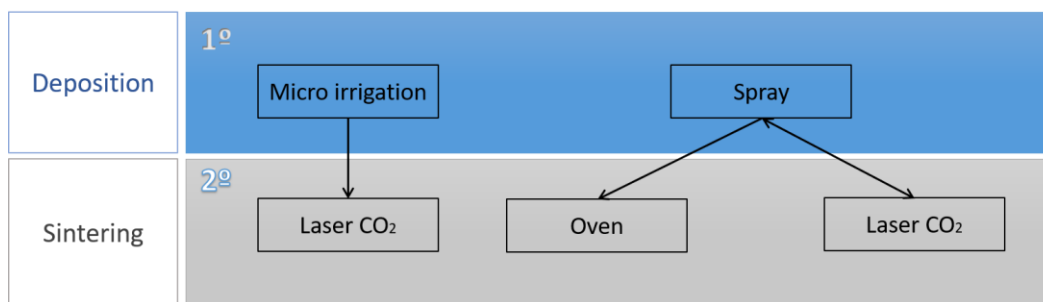 Deposition
1º
Micro irrigation
Spray
Sintering
2º
Laser CO₂
Oven
Laser CO₂